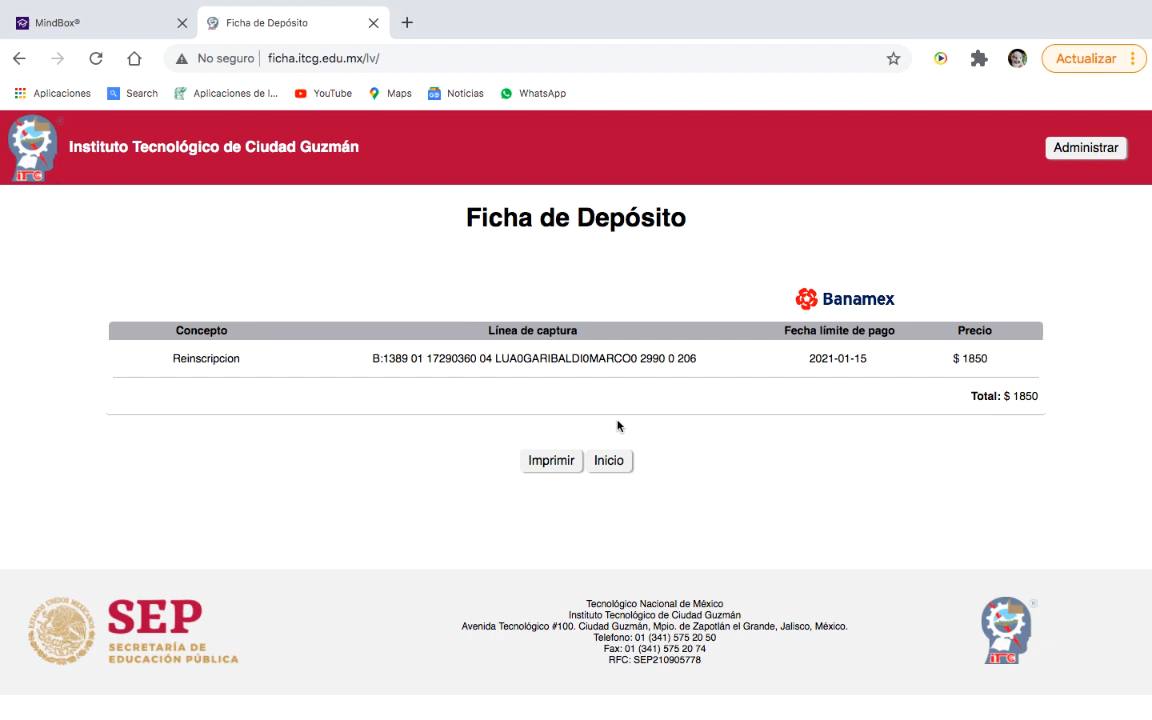 MindBox®
Ficha de Depósito
No seguro
ficha.itcg.edu.mx/lv/
Actualizar
Aplicaciones
Search
Aplicaciones de l...
YouTube
Maps
Noticias
WhatsApp
ITCG
Instituto Tecnológico de Ciudad Guzmán
Administrar
Ficha de Depósito
Banamex
Concepto Línea de captura Fecha límite de pago Precio
Reinscripcion B:1389 01 17290360 04 LUA0GARIBALDI0MARCO0 2990 0 206 2021-01-15 $ 1850
Total: $ 1850
Imprimir Inicio
ESTADOS UNIDOS MEXICANOS
SEP
SECRETARÍA DE
EDUCACIÓN PÚBLICA
Tecnológico Nacional de México
Instituto Tecnológico de Ciudad Guzmán
Avenida Tecnológico #100. Ciudad Guzmán, Mpio. de Zapotlán el Grande, Jalisco, México.
Telefono: 01 (341) 575 20 50
Fax: 01 (341) 575 20 74
RFC: SEP210905778
ITCG